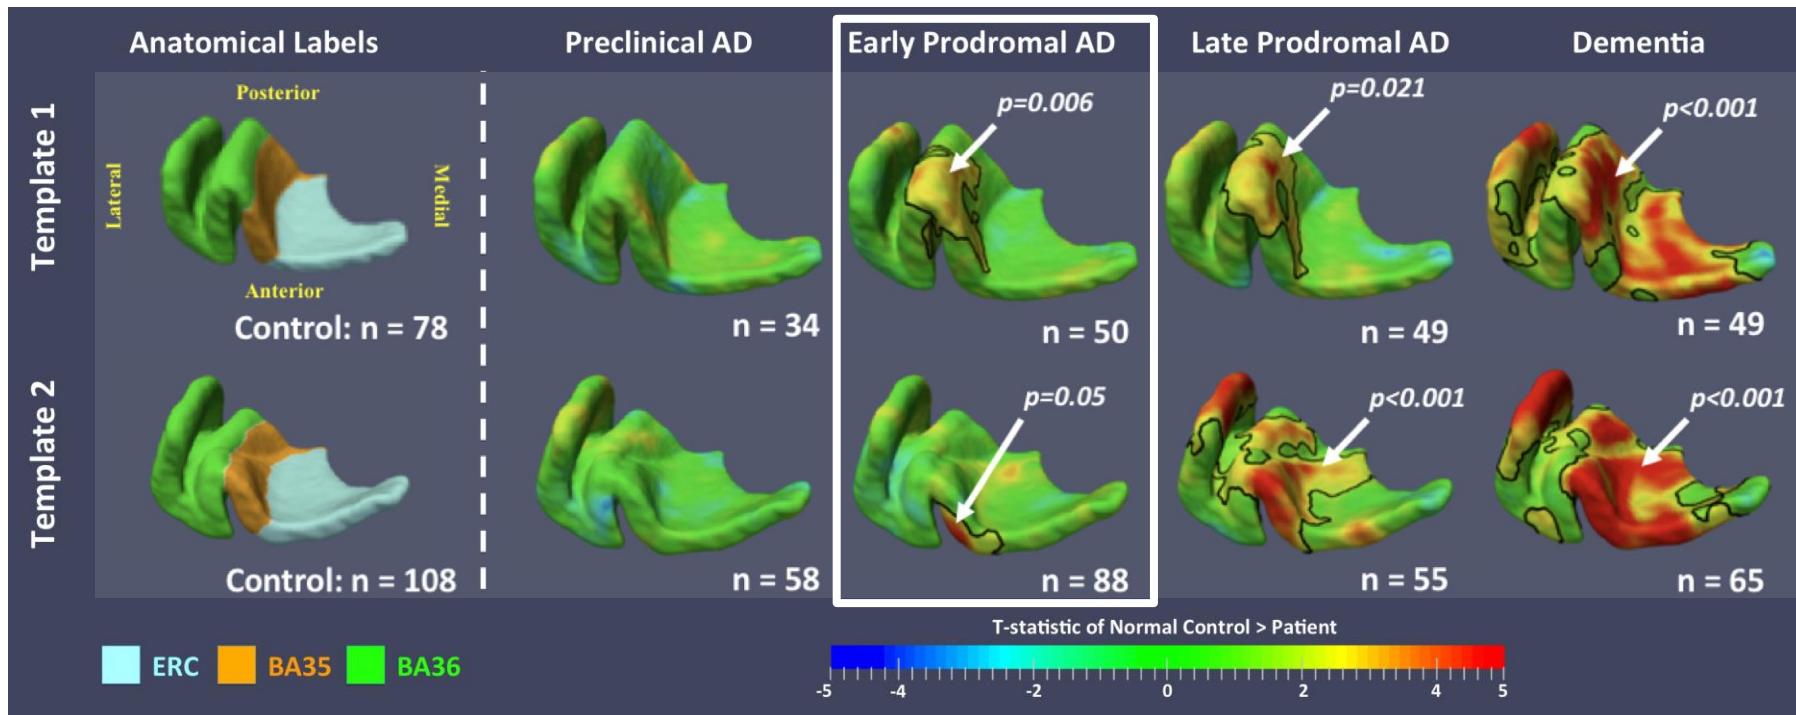 Anatomical Labels
Preclinical AD
Early Prodromal AD
Late Prodromal AD
Dementia
Template 1
Posterior
Lateral
Medial
Anterior
Control: n = 78
n = 34
p=0.006
n = 50
p=0.021
n = 49
p<0.001
n = 49
Template 2
Control: n = 108
n = 58
p=0.05
n = 88
p<0.001
n = 55
p<0.001
n = 65
ERC BA35 BA36
T-statistic of Normal Control > Patient
-5 -4 -2 0 2 4 5